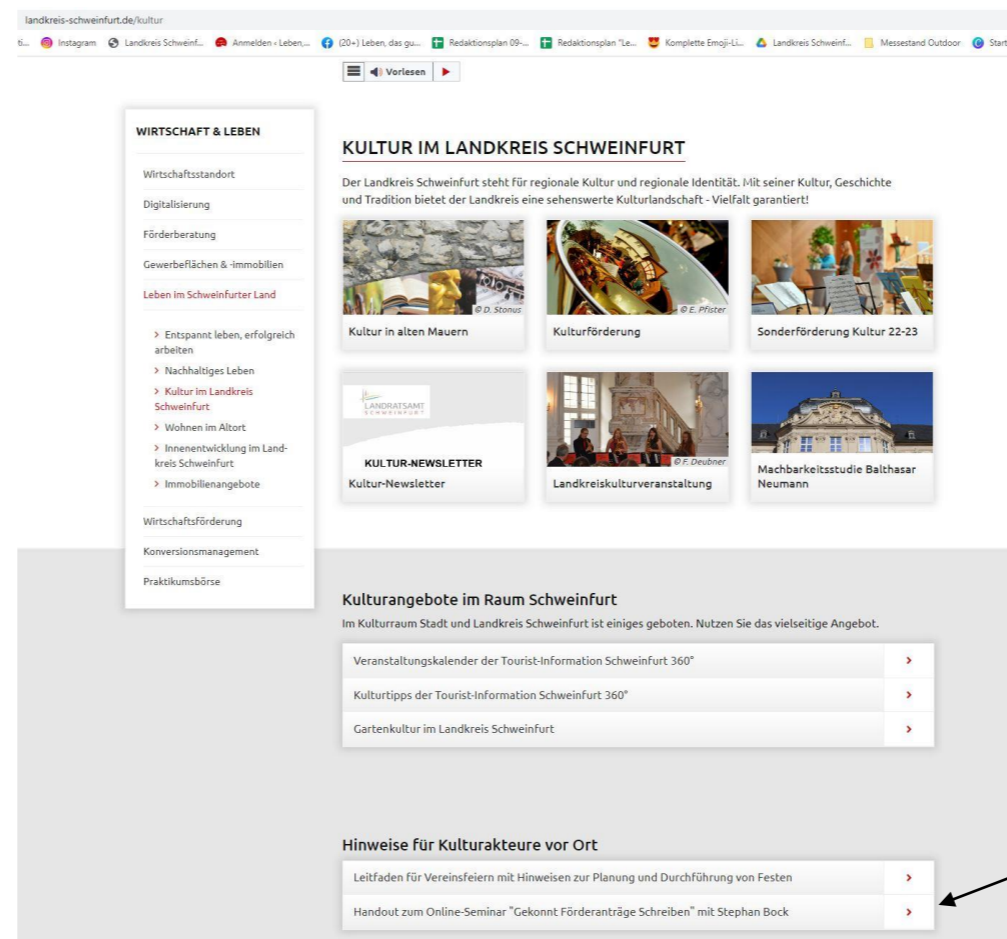 landkreis-schweinfurt.de/kultur
Instagram Landkreis Schweinf... Anmelden ‹ Leben,... (20+) Leben, das gu... Redaktionsplan 09-... Redaktionsplan "Le... Komplette Emoji-Li... Landkreis Schweinf... Messestand Outdoor Start
Vorlesen
WIRTSCHAFT & LEBEN
Wirtschaftsstandort
Digitalisierung
Förderberatung
Gewerbeflächen & -immobilien
Leben im Schweinfurter Land
> Entspannt leben, erfolgreich
arbeiten
> Nachhaltiges Leben
> Kultur im Landkreis
Schweinfurt
> Wohnen im Altort
> Innenentwicklung im Land-
kreis Schweinfurt
> Immobilienangebote
Wirtschaftsförderung
Konversionsmanagement
Praktikumsbörse
KULTUR IM LANDKREIS SCHWEINFURT
Der Landkreis Schweinfurt steht für regionale Kultur und regionale Identität. Mit seiner Kultur, Geschichte
und Tradition bietet der Landkreis eine sehenswerte Kulturlandschaft - Vielfalt garantiert!
© D. Stonus
Kultur in alten Mauern
© E. Pfister
Kulturförderung
Sonderförderung Kultur 22-23
LANDRATSAMT
SCHWEINFURT
KULTUR-NEWSLETTER
Kultur-Newsletter
© F. Deubner
Landkreiskulturveranstaltung
Machbarkeitsstudie Balthasar
Neumann
Kulturangebote im Raum Schweinfurt
Im Kulturraum Stadt und Landkreis Schweinfurt ist einiges geboten. Nutzen Sie das vielseitige Angebot.
Veranstaltungskalender der Tourist-Information Schweinfurt 360°
Kulturtipps der Tourist-Information Schweinfurt 360°
Gartenkultur im Landkreis Schweinfurt
Hinweise für Kulturakteure vor Ort
Leitfaden für Vereinsfeiern mit Hinweisen zur Planung und Durchführung von Festen
Handout zum Online-Seminar "Gekonnt Förderanträge Schreiben" mit Stephan Bock